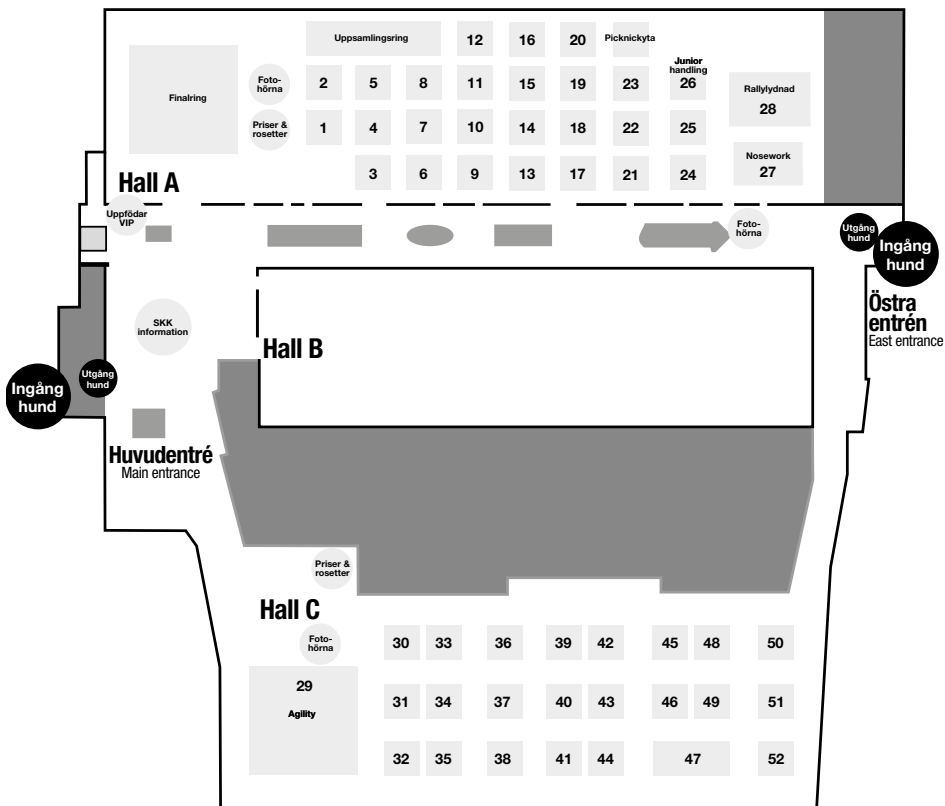 Uppsamlingsring
12
16
20
Picknickyta
Finalring
Foto-
hörna
2
5
8
11
15
19
23
Junior
handling
26
Rallylydnad
28
Priser &
rosetter
1
4
7
10
14
18
22
25
3
6
9
13
17
21
24
Nosework
27
Hall A
Uppfödar
VIP
Foto-
hörna
Utgång
hund
Ingång
hund
SKK
information
Hall B
Östra
entrén
East entrance
Ingång
hund
Utgång
hund
Huvudentré
Main entrance
Priser &
rosetter
Hall C
Foto-
hörna
30
33
36
39
42
45
48
50
29
Agility
31
34
37
40
43
46
49
51
32
35
38
41
44
47
52